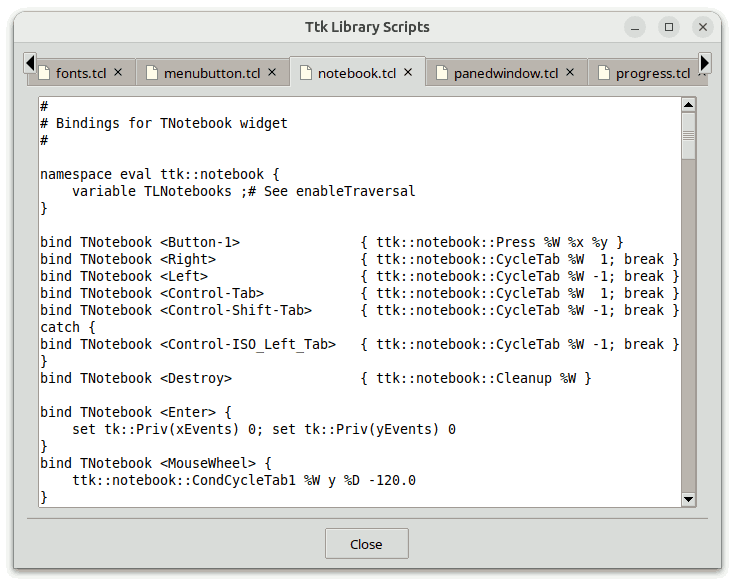 Ttk Library Scripts
fonts.tcl × menubutton.tcl × notebook.tcl × panedwindow.tcl × progress.tcl
#
# Bindings for TNotebook widget
#

namespace eval ttk::notebook {
    variable TLNotebooks ;# See enableTraversal
}

bind TNotebook <Button-1>               { ttk::notebook::Press %W %x %y }
bind TNotebook <Right>                  { ttk::notebook::CycleTab %W  1; break }
bind TNotebook <Left>                   { ttk::notebook::CycleTab %W -1; break }
bind TNotebook <Control-Tab>            { ttk::notebook::CycleTab %W  1; break }
bind TNotebook <Control-Shift-Tab>      { ttk::notebook::CycleTab %W -1; break }
catch {
bind TNotebook <Control-ISO_Left_Tab>   { ttk::notebook::CycleTab %W -1; break }
}
bind TNotebook <Destroy>                { ttk::notebook::Cleanup %W }

bind TNotebook <Enter> {
    set tk::Priv(xEvents) 0; set tk::Priv(yEvents) 0
}
bind TNotebook <MouseWheel> {
    ttk::notebook::CondCycleTab1 %W y %D -120.0
}
Close